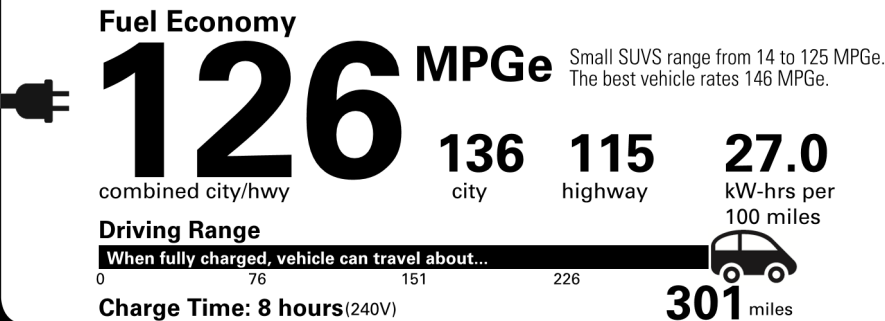 Fuel Economy
126 MPGe
Small SUVS range from 14 to 125 MPGe.
The best vehicle rates 146 MPGe.
136 115 27.0
combined city/hwy city highway kW-hrs per
100 miles
Driving Range
When fully charged, vehicle can travel about...
0 76 151 226
301 miles
Charge Time: 8 hours(240V)